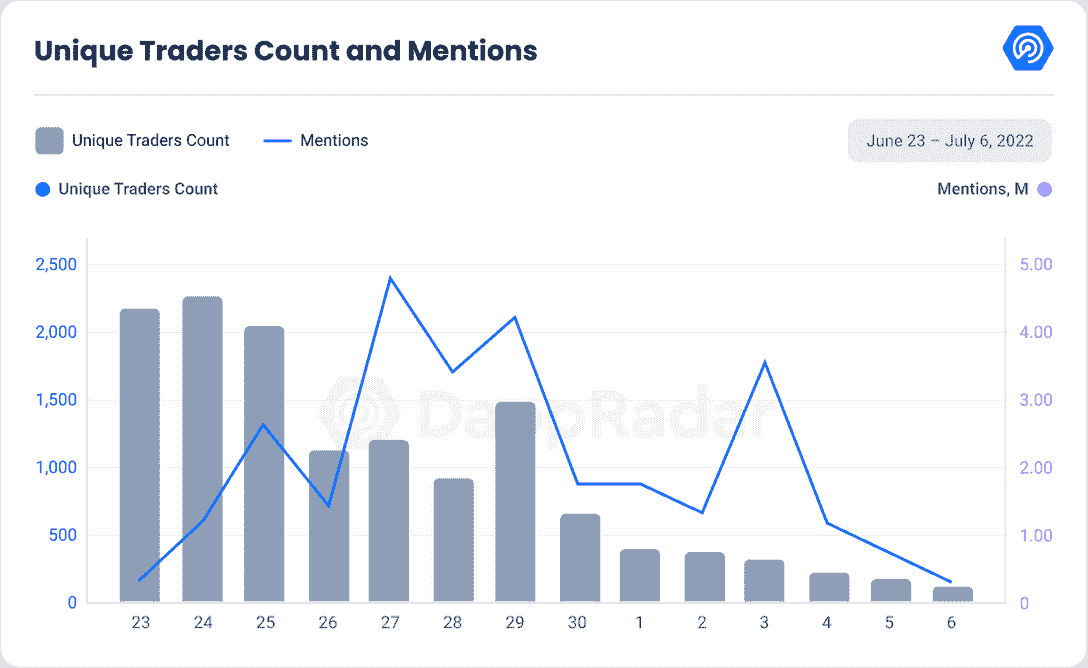 Unique Traders Count and Mentions
Unique Traders Count Mentions June 23 – July 6, 2022
Unique Traders Count Mentions, M
2,500 5.00
2,000 4.00
1,500 3.00
DappRadar
1,000 2.00
500 1.00
0 0
23 24 25 26 27 28 29 30 1 2 3 4 5 6